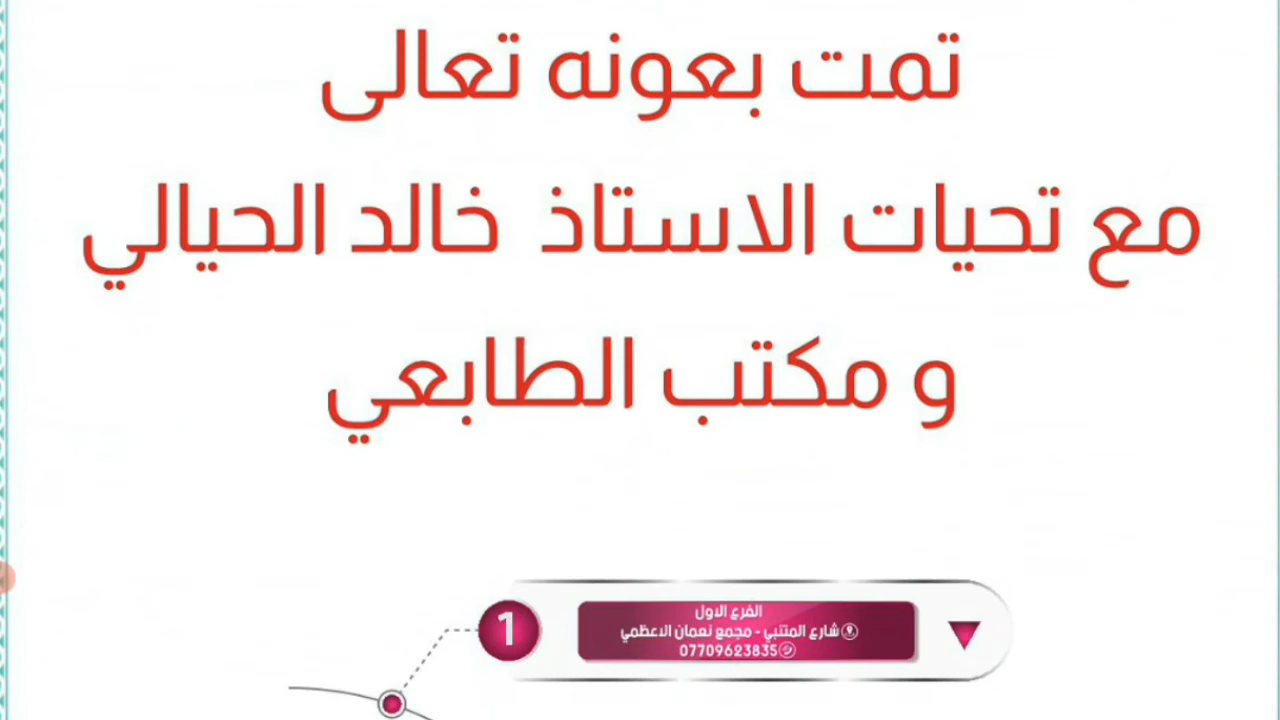 تمت بعونه تعالى
مع تحيات الاستاذ خالد الحيالي
و مكتب الطابعي
1
الفرع الاول
شارع المتنبي - مجمع نعمان الاعظمي
07709623835